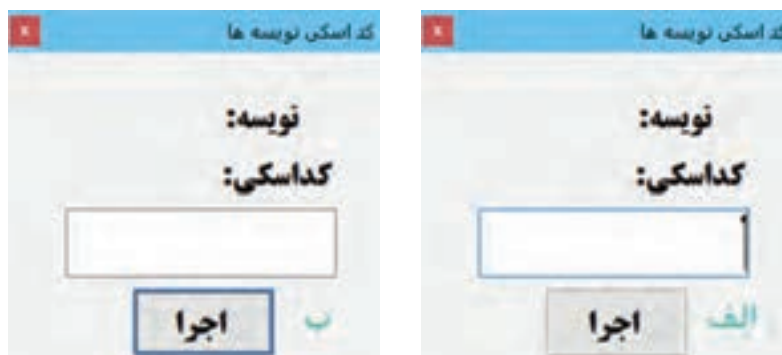 کد اسکی نویسه ها
نویسه:
کداسکی:
الف
اجرا
کد اسکی نویسه ها
نویسه:
کداسکی:
ب
اجرا